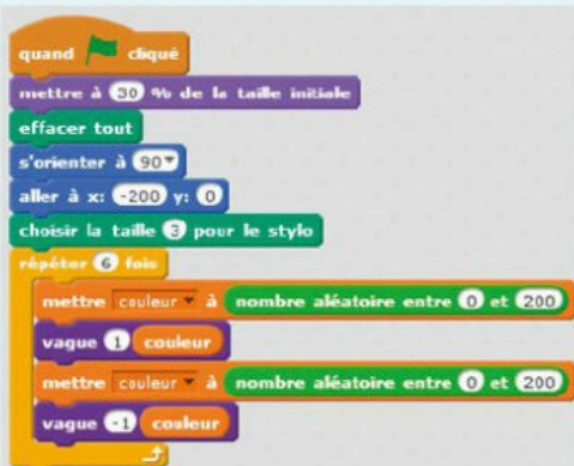 quand cliqué
mettre à 30 % de la taille initiale
effacer tout
s'orienter à 90
aller à x: -200 y: 0
choisir la taille 3 pour le stylo
répéter 6 fois
mettre couleur à nombre aléatoire entre 0 et 200
vague 1 couleur
mettre couleur à nombre aléatoire entre 0 et 200
vague -1 couleur